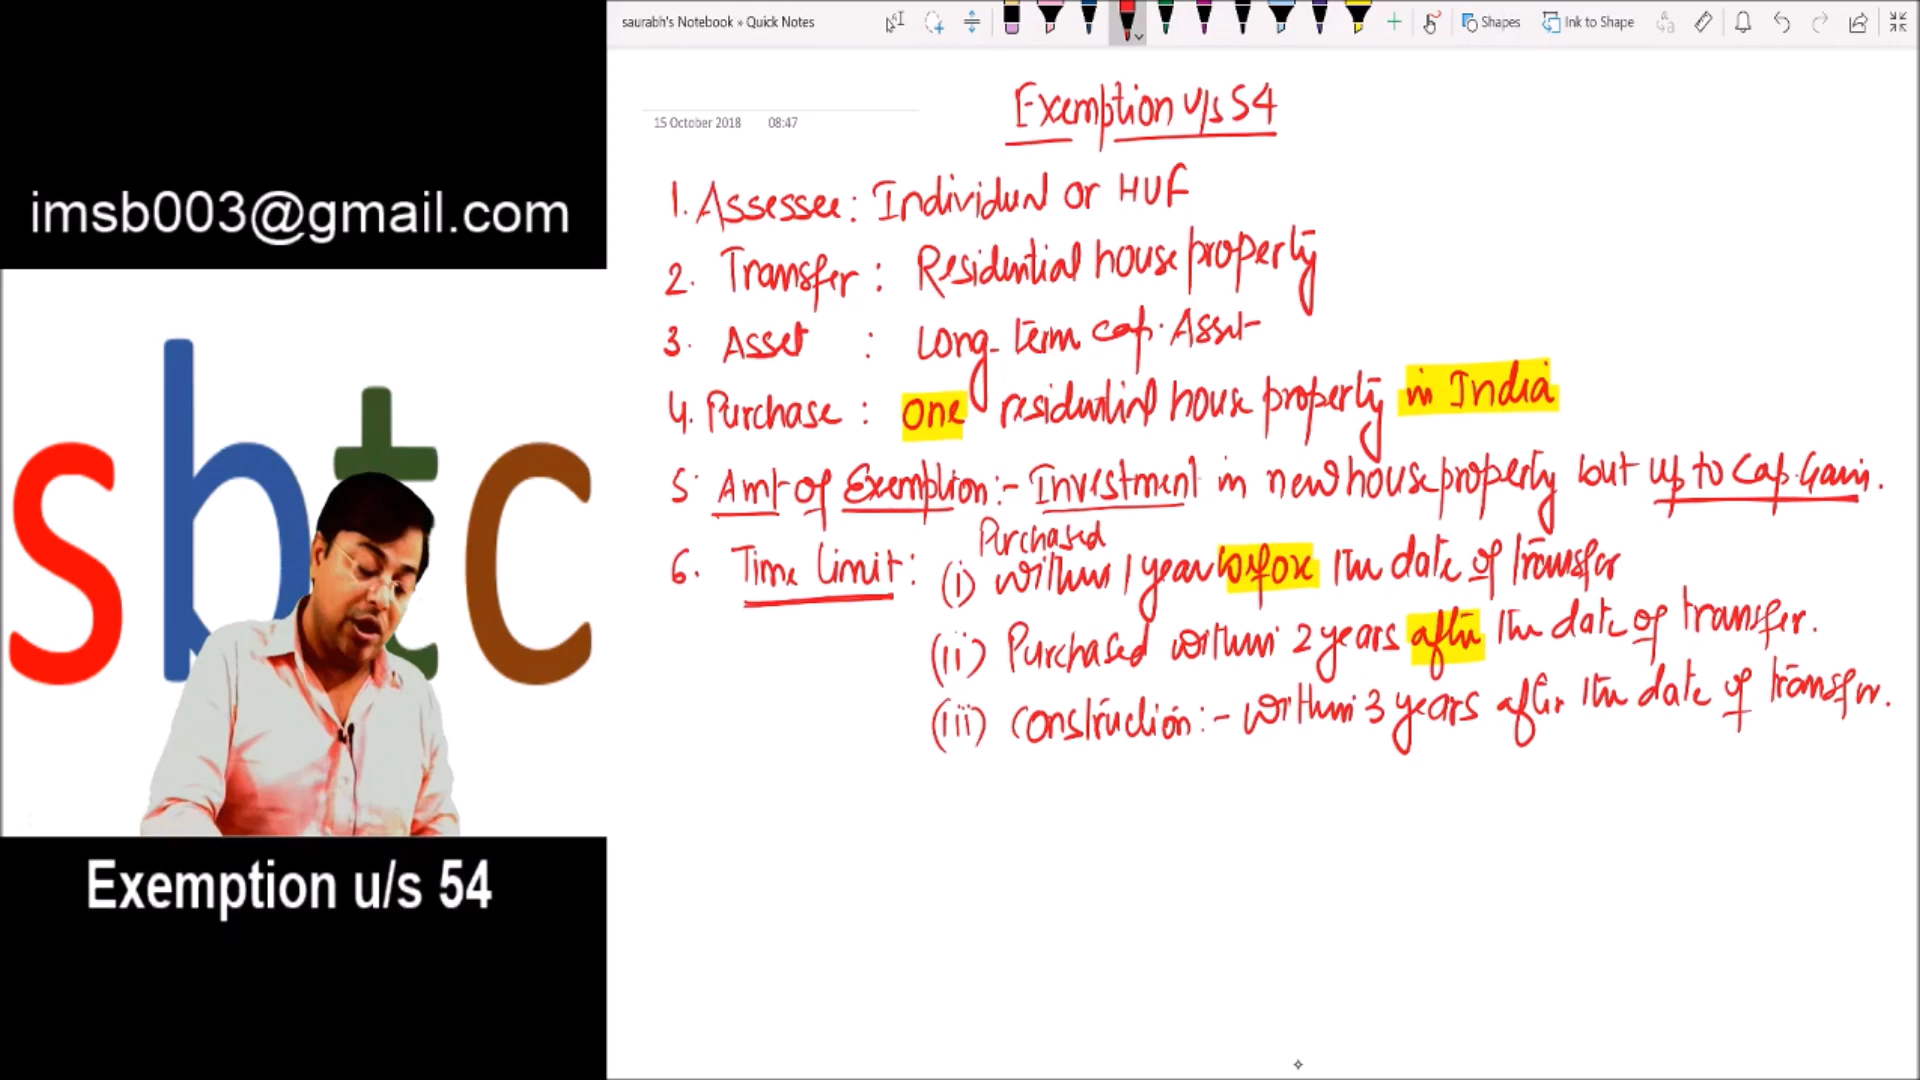 saurabh's Notebook » Quick Notes
Shapes
Ink to Shape
imsb003@gmail.com
sbtc
Exemption u/s 54
15 October 2018 08:47
Exemption u/s 54
1. Assessee: Individual or HUF
2. Transfer: Residential house property
3. Asset : Long-term cap. Asset
4. Purchase: one residential house property in India
5. Amt of Exemption:- Investment in new house property but up to Cap. Gain.
6. Time Limit: (i) Purchased within 1 year before the date of transfer
(ii) Purchased within 2 years after the date of transfer.
(iii) construction:- within 3 years after the date of transfer.